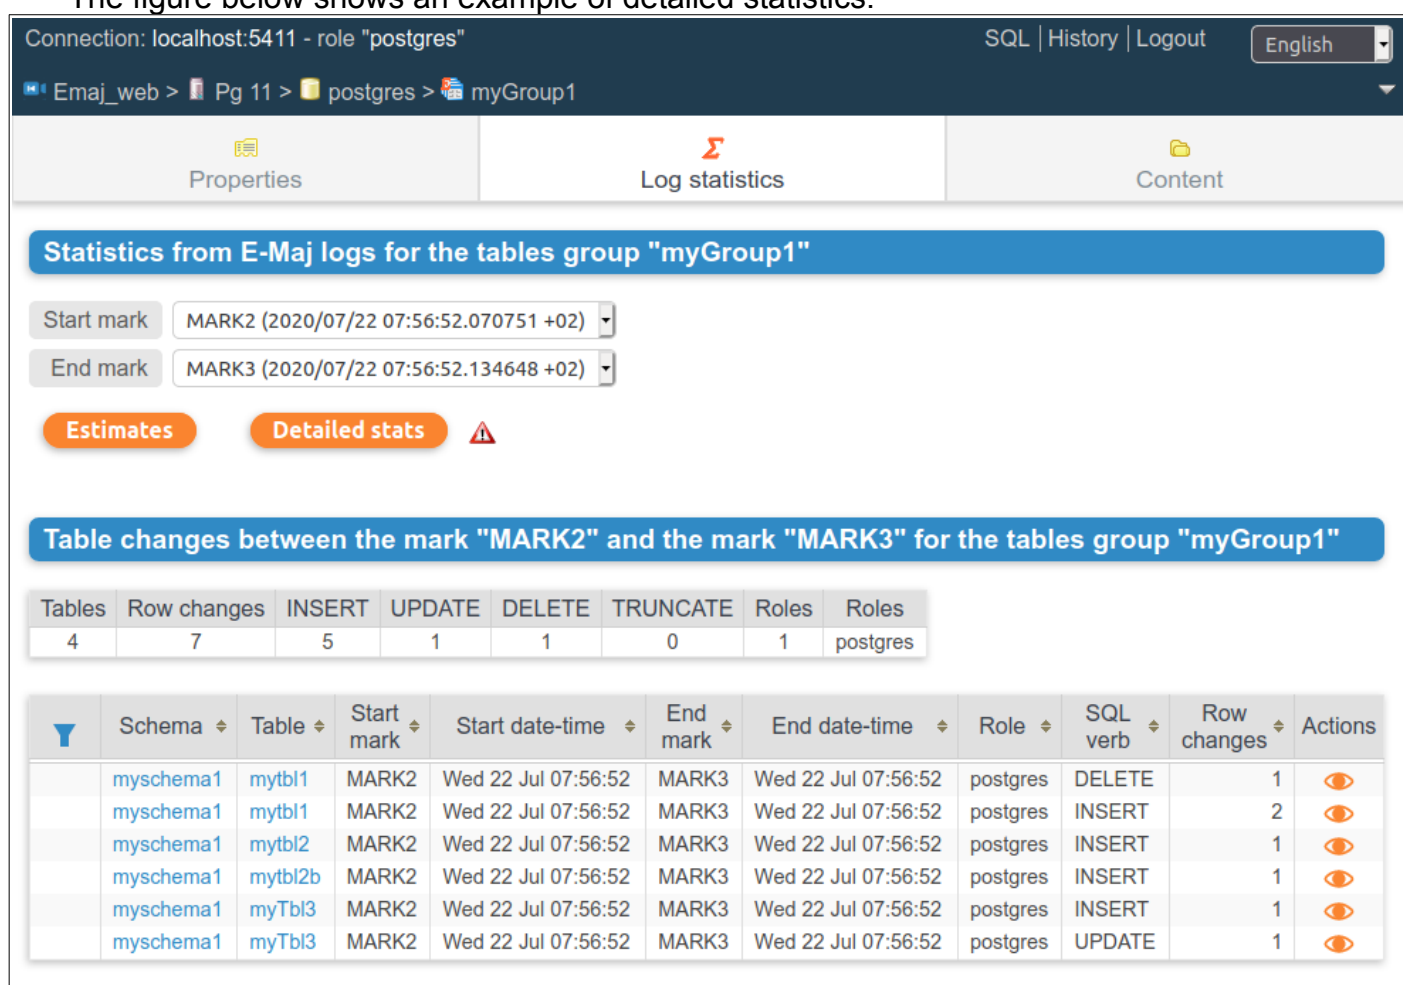 The figure below shows an example of detailed statistics.
Connection: localhost:5411 - role "postgres" SQL | History | Logout English
Emaj_web > Pg 11 > postgres > myGroup1
Properties Log statistics Content
Statistics from E-Maj logs for the tables group "myGroup1"
Start mark MARK2 (2020/07/22 07:56:52.070751 +02)
End mark MARK3 (2020/07/22 07:56:52.134648 +02)
Estimates Detailed stats
Table changes between the mark "MARK2" and the mark "MARK3" for the tables group "myGroup1"
Tables Row changes INSERT UPDATE DELETE TRUNCATE Roles Roles
4 7 5 1 1 0 1 postgres
Schema Table Start mark Start date-time End mark End date-time Role SQL verb Row changes Actions
myschema1 mytbl1 MARK2 Wed 22 Jul 07:56:52 MARK3 Wed 22 Jul 07:56:52 postgres DELETE 1
myschema1 mytbl1 MARK2 Wed 22 Jul 07:56:52 MARK3 Wed 22 Jul 07:56:52 postgres INSERT 2
myschema1 mytbl2 MARK2 Wed 22 Jul 07:56:52 MARK3 Wed 22 Jul 07:56:52 postgres INSERT 1
myschema1 mytbl2b MARK2 Wed 22 Jul 07:56:52 MARK3 Wed 22 Jul 07:56:52 postgres INSERT 1
myschema1 myTbl3 MARK2 Wed 22 Jul 07:56:52 MARK3 Wed 22 Jul 07:56:52 postgres INSERT 1
myschema1 myTbl3 MARK2 Wed 22 Jul 07:56:52 MARK3 Wed 22 Jul 07:56:52 postgres UPDATE 1